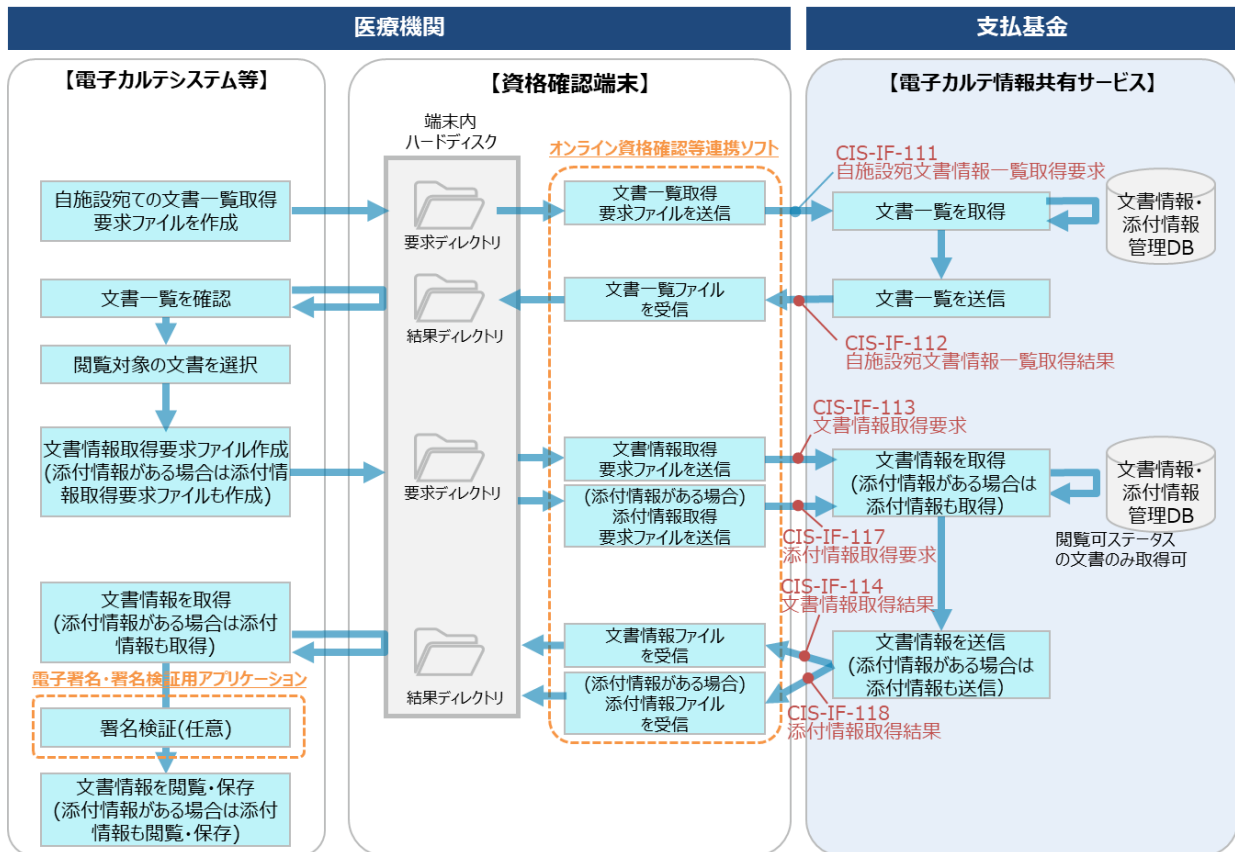 医療機関
支払基金
【電子カルテシステム等】
【資格確認端末】
【電子カルテ情報共有サービス】
端末内
ハードディスク
オンライン資格確認等連携ソフト
CIS-IF-111
自施設宛文書情報一覧取得要求
自施設宛ての文書一覧取得
要求ファイルを作成
要求ディレクトリ
文書一覧取得
要求ファイルを送信
文書一覧を取得
文書情報・
添付情報
管理DB
文書一覧を確認
結果ディレクトリ
文書一覧ファイル
を受信
文書一覧を送信
CIS-IF-112
自施設宛文書情報一覧取得結果
閲覧対象の文書を選択
CIS-IF-113
文書情報取得要求
文書情報取得要求ファイル作成
(添付情報がある場合は添付情
報取得要求ファイルも作成)
要求ディレクトリ
文書情報取得
要求ファイルを送信
(添付情報がある場合)
添付情報取得
要求ファイルを送信
文書情報を取得
(添付情報がある場合は
添付情報も取得)
文書情報・
添付情報
管理DB
閲覧可ステータス
の文書のみ取得可
CIS-IF-117
添付情報取得要求
CIS-IF-114
文書情報取得結果
文書情報を取得
(添付情報がある場合は添付
情報も取得)
結果ディレクトリ
文書情報ファイル
を受信
(添付情報がある場合)
添付情報ファイル
を受信
文書情報を送信
(添付情報がある場合は
添付情報も送信)
CIS-IF-118
添付情報取得結果
電子署名・署名検証用アプリケーション
署名検証(任意)
文書情報を閲覧・保存
(添付情報がある場合は添付
情報も閲覧・保存)